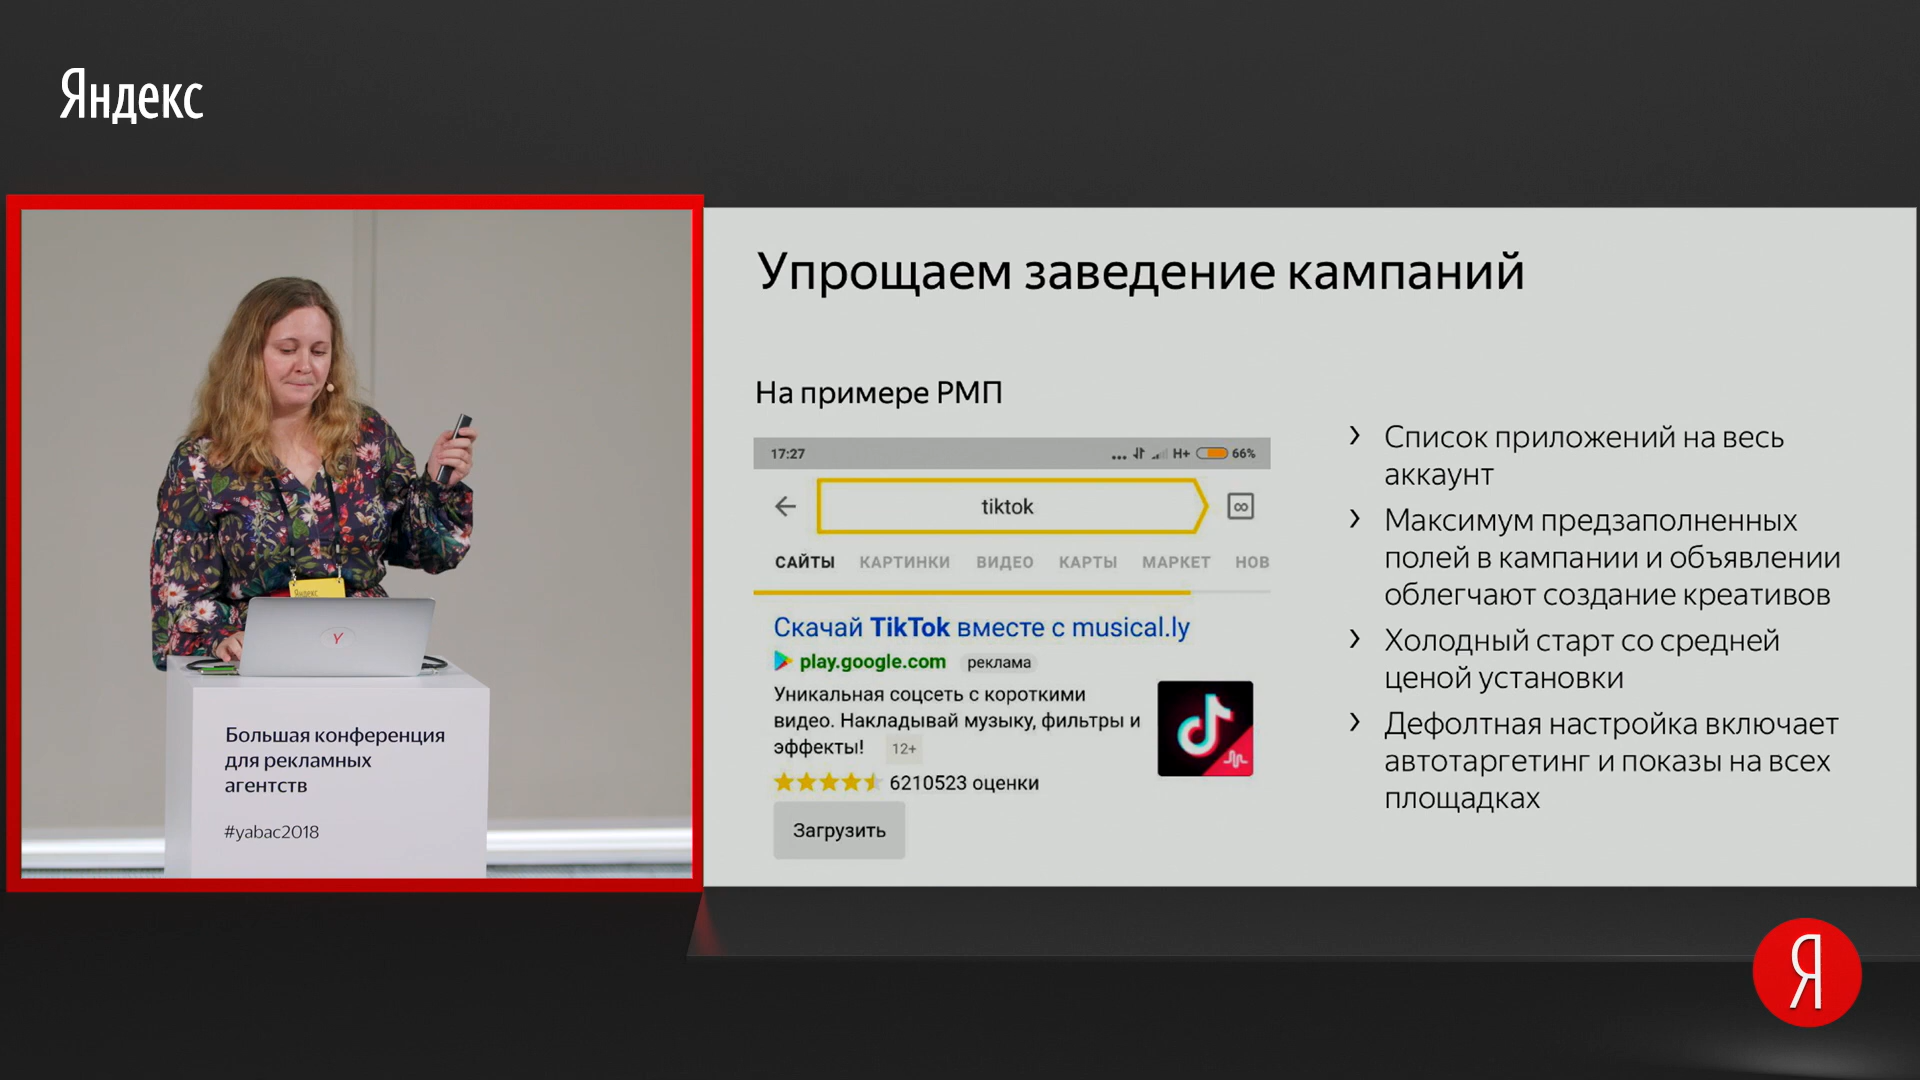 Яндекс
Упрощаем заведение кампаний
На примере РМП
17:27
... H+ 66%
tiktok
САЙТЫ КАРТИНКИ ВИДЕО КАРТЫ МАРКЕТ НОВ
Скачай TikTok вместе с musical.ly
play.google.com реклама
Уникальная соцсеть с короткими
видео. Накладывай музыку, фильтры и
эффекты! 12+
6210523 оценки
Загрузить
› Список приложений на весь
аккаунт
› Максимум предзаполненных
полей в кампании и объявлении
облегчают создание креативов
› Холодный старт со средней
ценой установки
› Дефолтная настройка включает
автотаргетинг и показы на всех
площадках
Яндекс
Y
Большая конференция
для рекламных
агентств
#yabac2018
Я